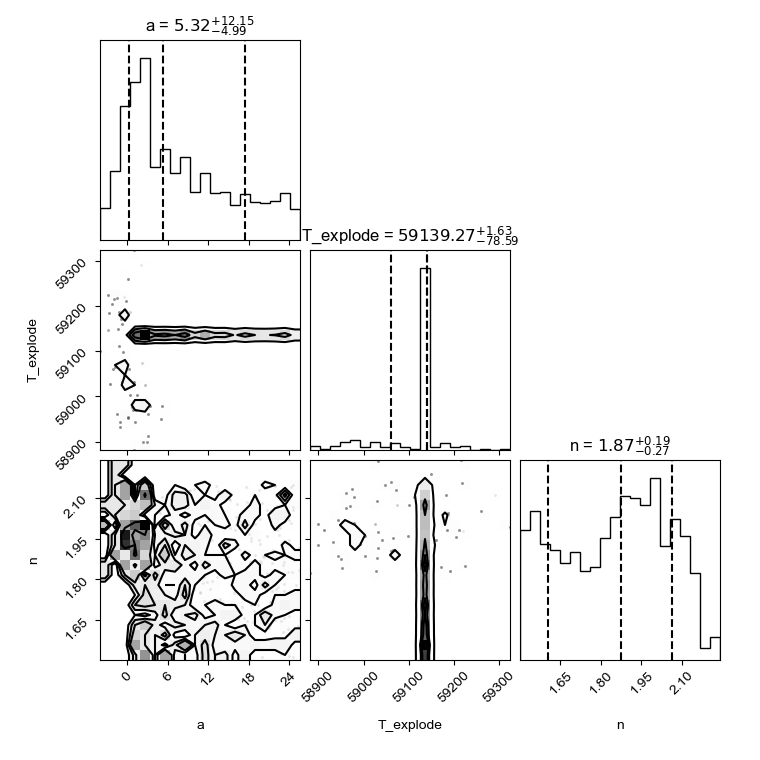 a = 5.32+12.15−4.99
T_explode = 59139.27+1.63−78.59
59300
59200
59100
59000
58900
T_explode
n = 1.87+0.19−0.27
2.10
1.95
1.80
1.65
n
0 6 12 18 24
58900 59000 59100 59200 59300
1.65 1.80 1.95 2.10
a T_explode n